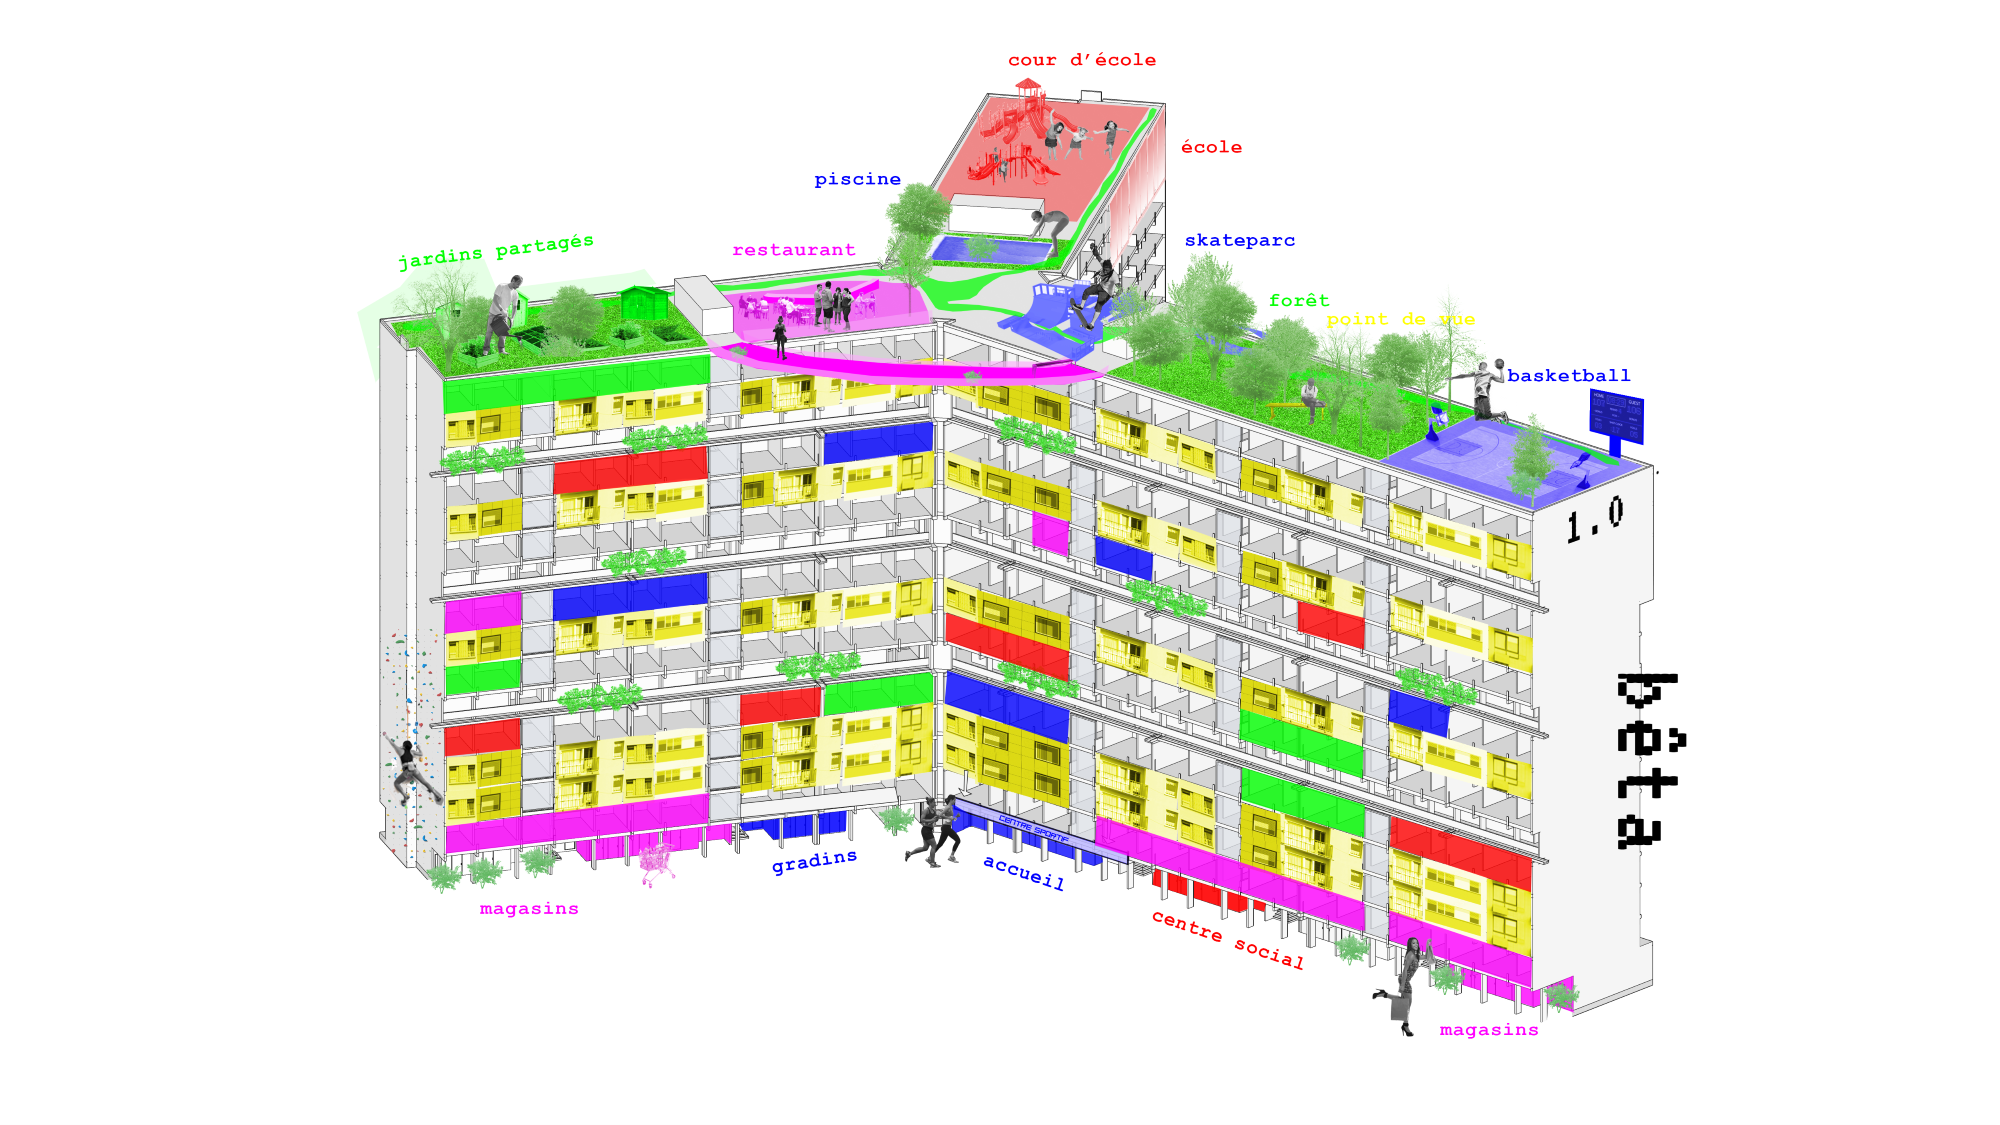 cour d'école
école
piscine
skateparc
jardins partagés
restaurant
forêt
point de vue
basketball
1.0
CENTRE SPORTIF
gradins
accueil
magasins
centre social
magasins